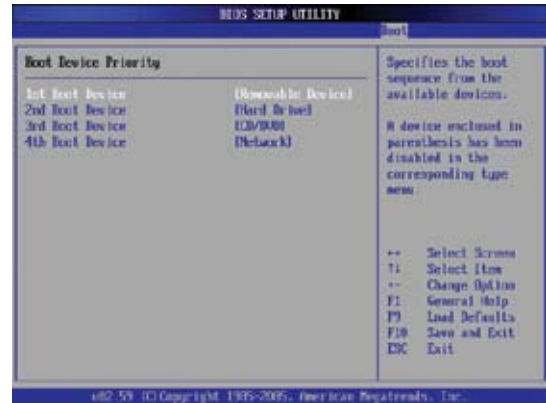 BIOS SETUP UTILITY
Boot
Boot Device Priority
1st Boot Device [Removable Device]
2nd Boot Device [Hard Drive]
3rd Boot Device [CD/DVD]
4th Boot Device [Network]
Specifies the boot
sequence from the
available devices.
A device enclosed in
parenthesis has been
disabled in the
corresponding type
menu.
↔ Select Screen
↑↓ Select Item
+- Change Option
F1 General Help
F9 Load Defaults
F10 Save and Exit
ESC Exit
v02.59 (C)Copyright 1985-2005, American Megatrends, Inc.